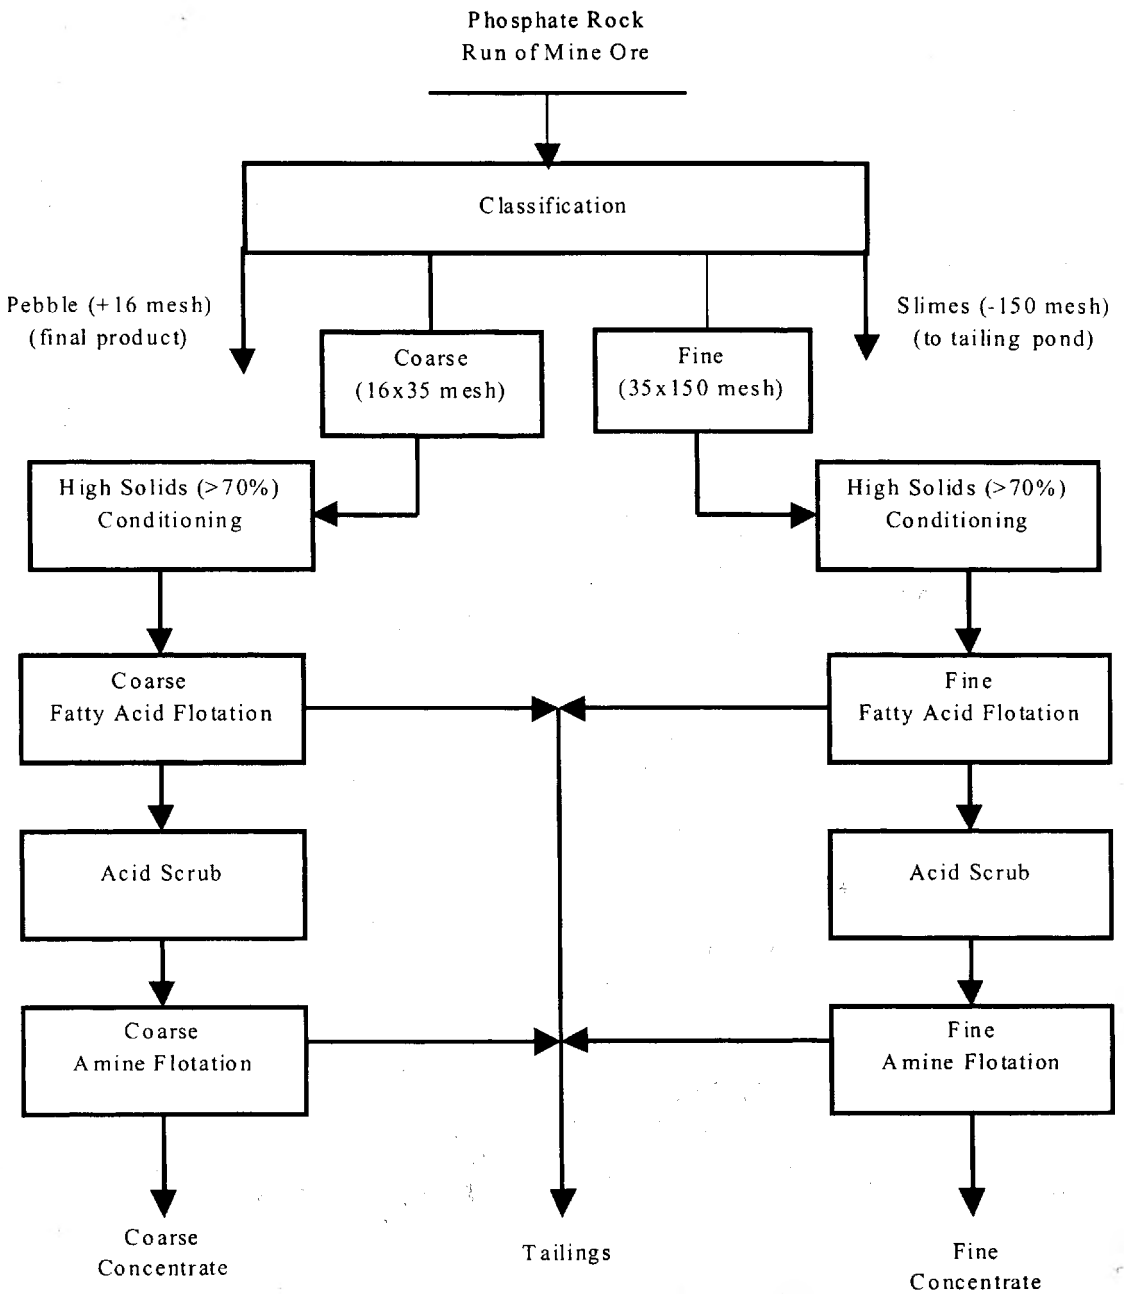 Phosphate Rock
Run of Mine Ore
Classification
Pebble (+16 mesh)
(final product)
Slimes (-150 mesh)
(to tailing pond)
Coarse
(16x35 mesh)
Fine
(35x150 mesh)
High Solids (>70%)
Conditioning
High Solids (>70%)
Conditioning
Coarse
Fatty Acid Flotation
Fine
Fatty Acid Flotation
Acid Scrub
Acid Scrub
Coarse
Amine Flotation
Fine
Amine Flotation
Coarse
Concentrate
Tailings
Fine
Concentrate